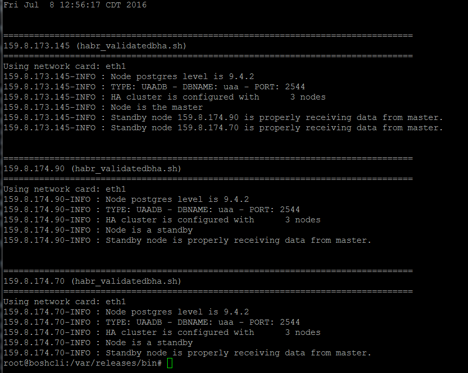 Fri Jul  8 12:56:17 CDT 2016
================================================================================
159.8.173.145 (habr_validatedbha.sh)
================================================================================
Using network card: eth1
159.8.173.145-INFO : Node postgres level is 9.4.2
159.8.173.145-INFO : TYPE: UAADB - DBNAME: uaa - PORT: 2544
159.8.173.145-INFO : HA cluster is configured with      3 nodes
159.8.173.145-INFO : Node is the master
159.8.173.145-INFO : Standby node 159.8.174.90 is properly receiving data from master.
159.8.173.145-INFO : Standby node 159.8.174.70 is properly receiving data from master.
================================================================================
159.8.174.90 (habr_validatedbha.sh)
================================================================================
Using network card: eth1
159.8.174.90-INFO : Node postgres level is 9.4.2
159.8.174.90-INFO : TYPE: UAADB - DBNAME: uaa - PORT: 2544
159.8.174.90-INFO : HA cluster is configured with      3 nodes
159.8.174.90-INFO : Node is a standby
159.8.174.90-INFO : Standby node is properly receiving data from master.
================================================================================
159.8.174.70 (habr_validatedbha.sh)
================================================================================
Using network card: eth1
159.8.174.70-INFO : Node postgres level is 9.4.2
159.8.174.70-INFO : TYPE: UAADB - DBNAME: uaa - PORT: 2544
159.8.174.70-INFO : HA cluster is configured with      3 nodes
159.8.174.70-INFO : Node is a standby
159.8.174.70-INFO : Standby node is properly receiving data from master.
root@boshcli:/var/releases/bin#